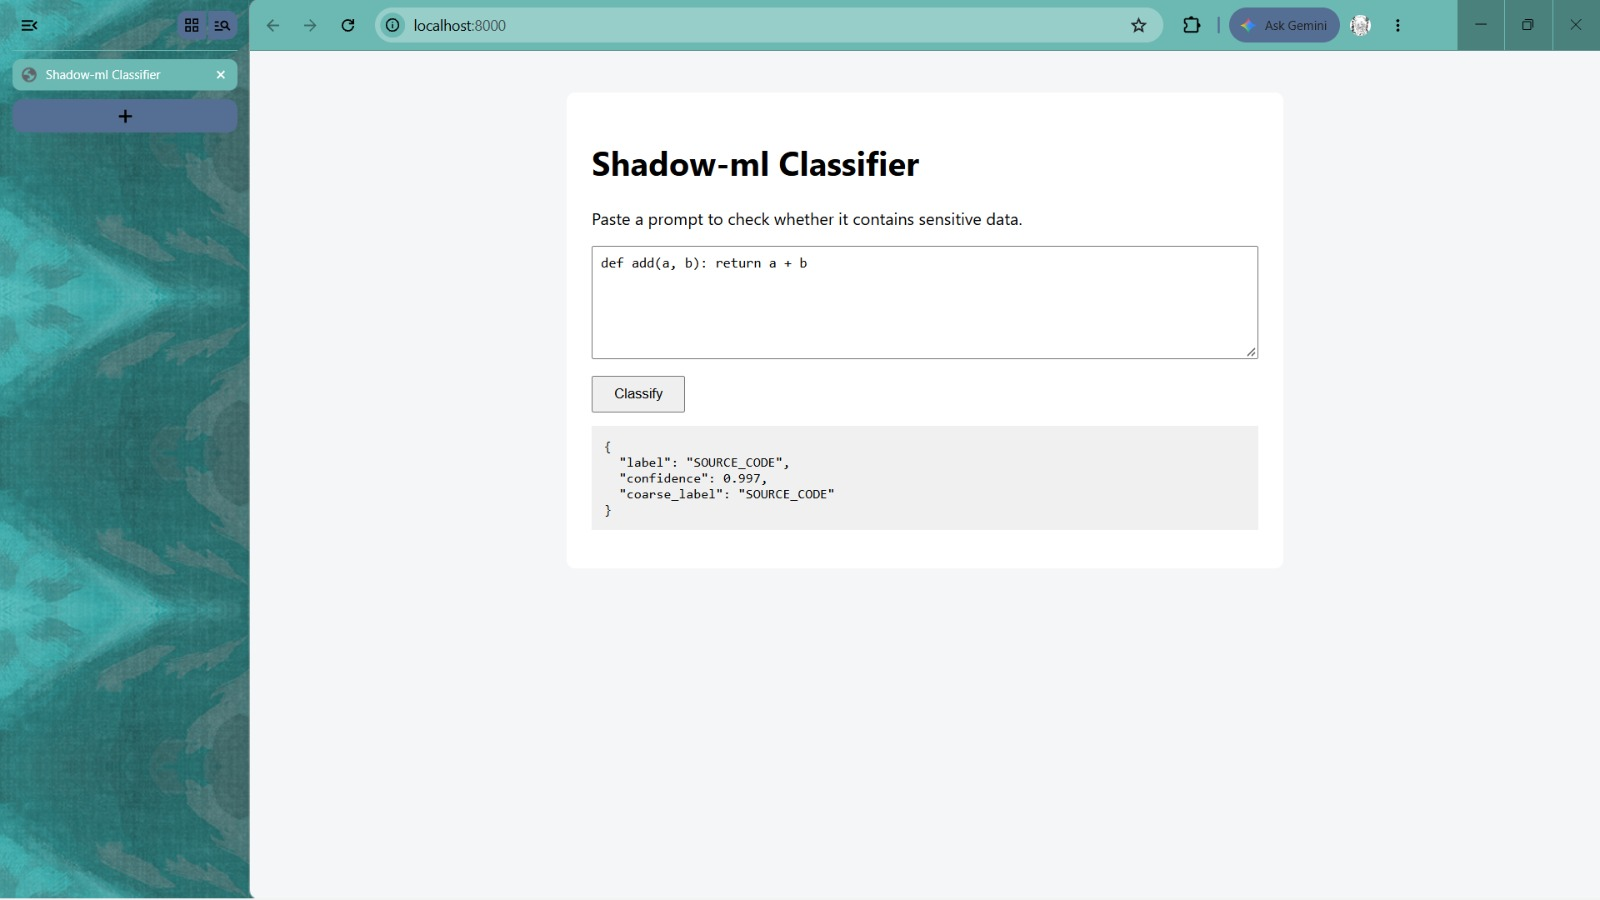 Shadow-ml Classifier
localhost:8000
Ask Gemini
Shadow-ml Classifier
Paste a prompt to check whether it contains sensitive data.
def add(a, b): return a + b
Classify
{
  "label": "SOURCE_CODE",
  "confidence": 0.997,
  "coarse_label": "SOURCE_CODE"
}